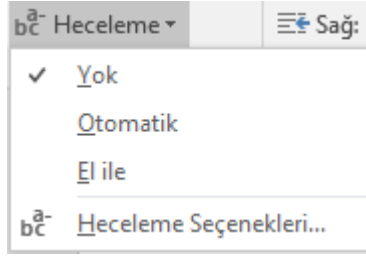 bc a- Heceleme Sağ:
Yok
Otomatik
El ile
bc a- Heceleme Seçenekleri...